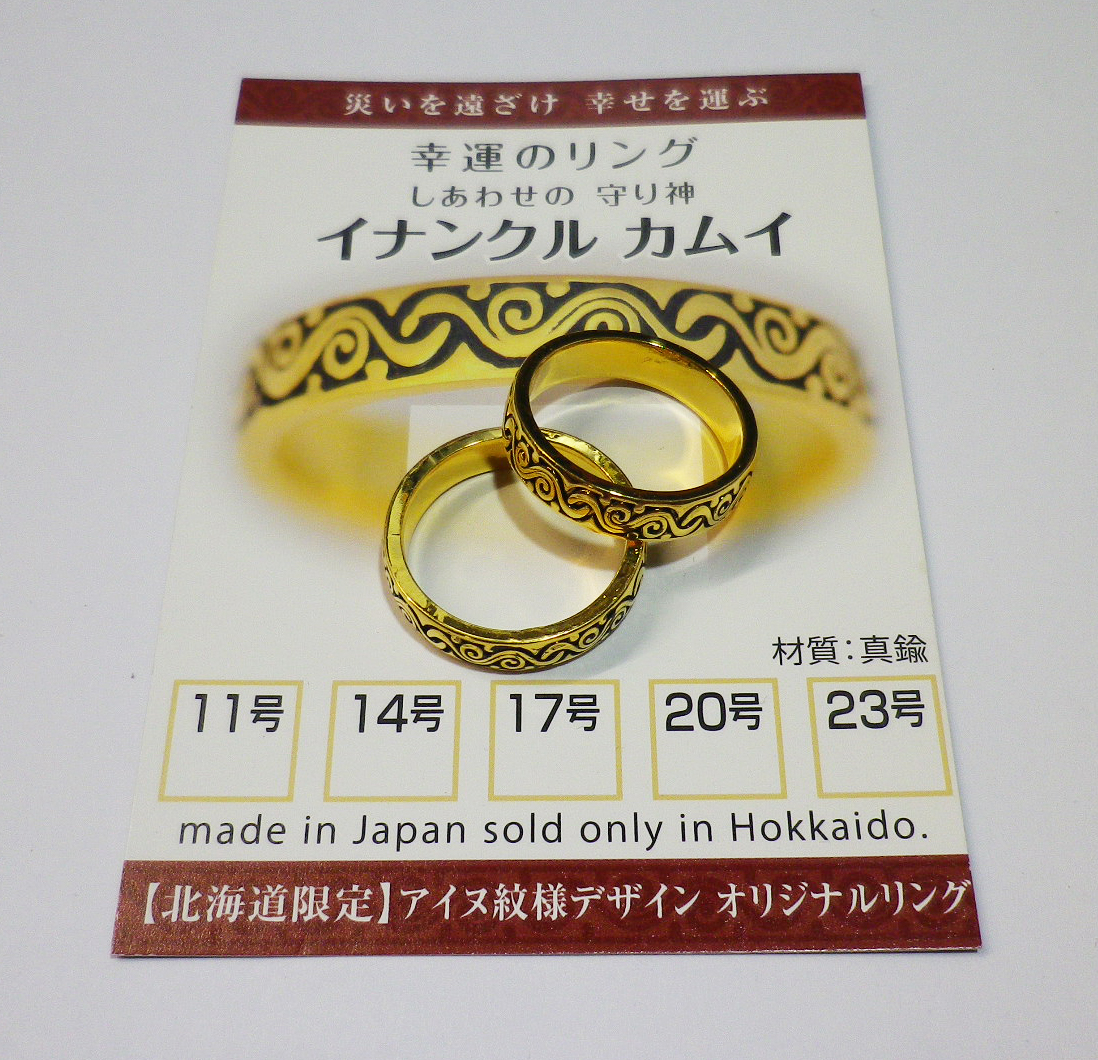 災いを遠ざけ 幸せを運ぶ
幸運のリング
しあわせの 守り神
イナンクル カムイ
材質：真鍮
11号 14号 17号 20号 23号
made in Japan sold only in Hokkaido.
【北海道限定】アイヌ紋様デザイン オリジナルリング